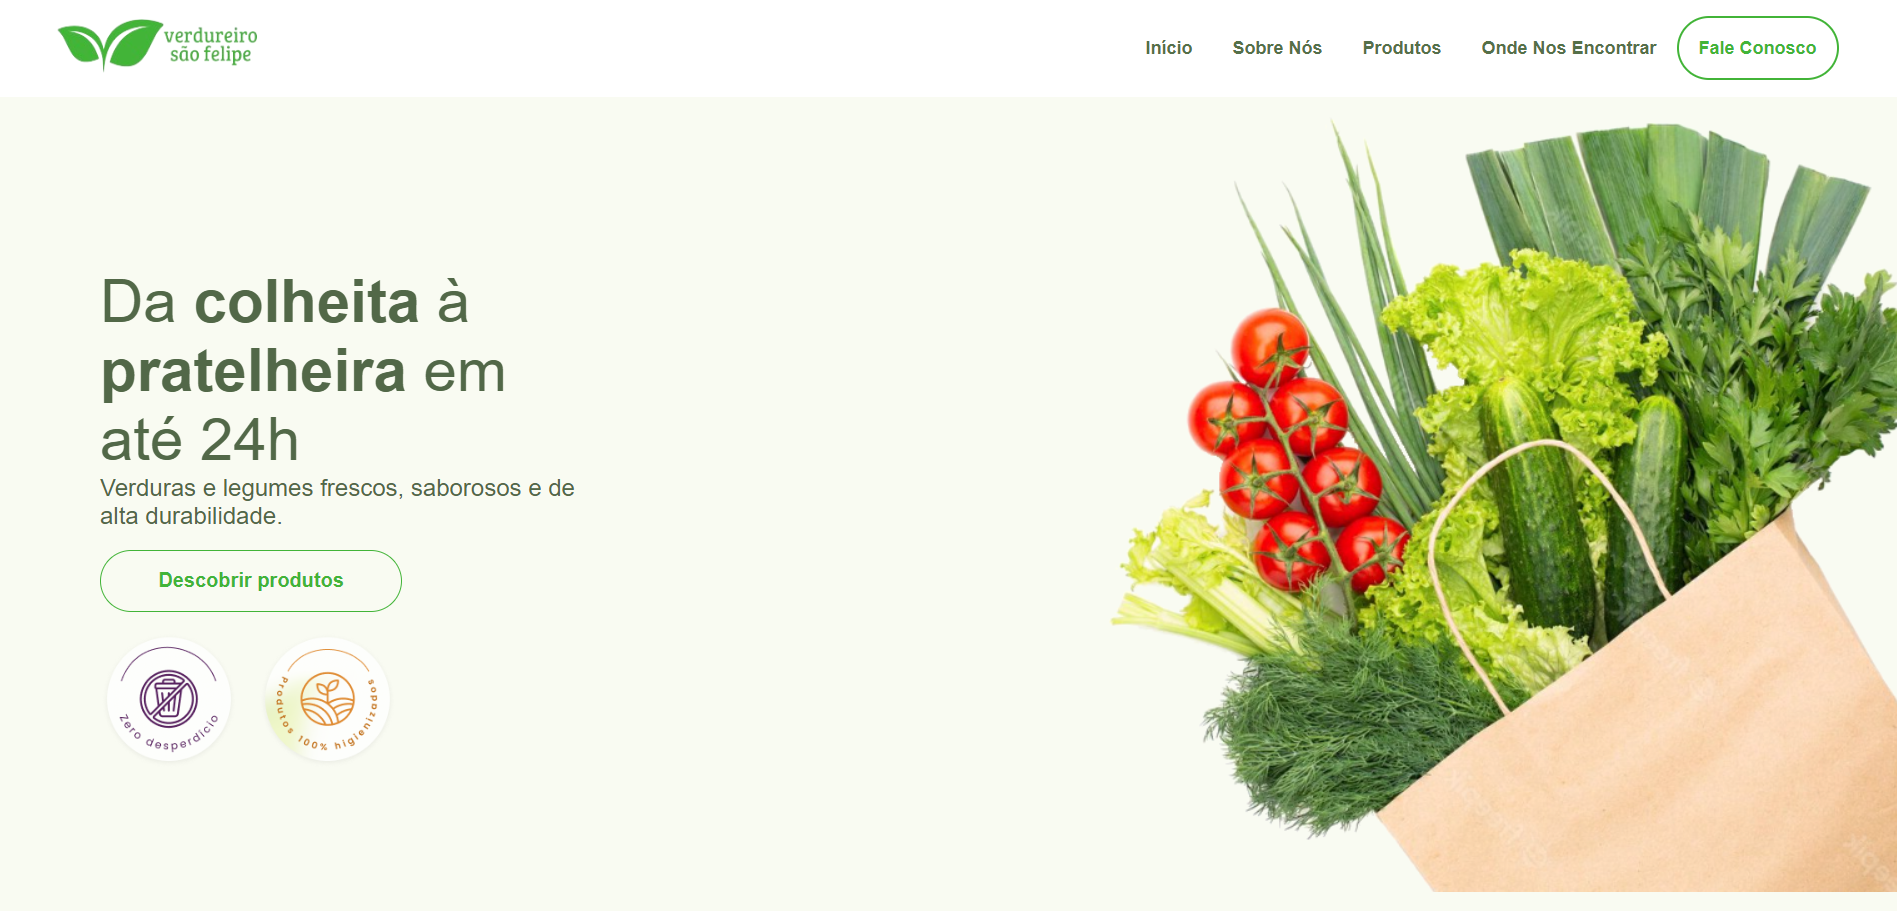 verdureiro
são felipe
Início
Sobre Nós
Produtos
Onde Nos Encontrar
Fale Conosco
Da colheita à
pratelheira em
até 24h
Verduras e legumes frescos, saborosos e de
alta durabilidade.
Descobrir produtos
Zero desperdício
Produtos 100% higienizados